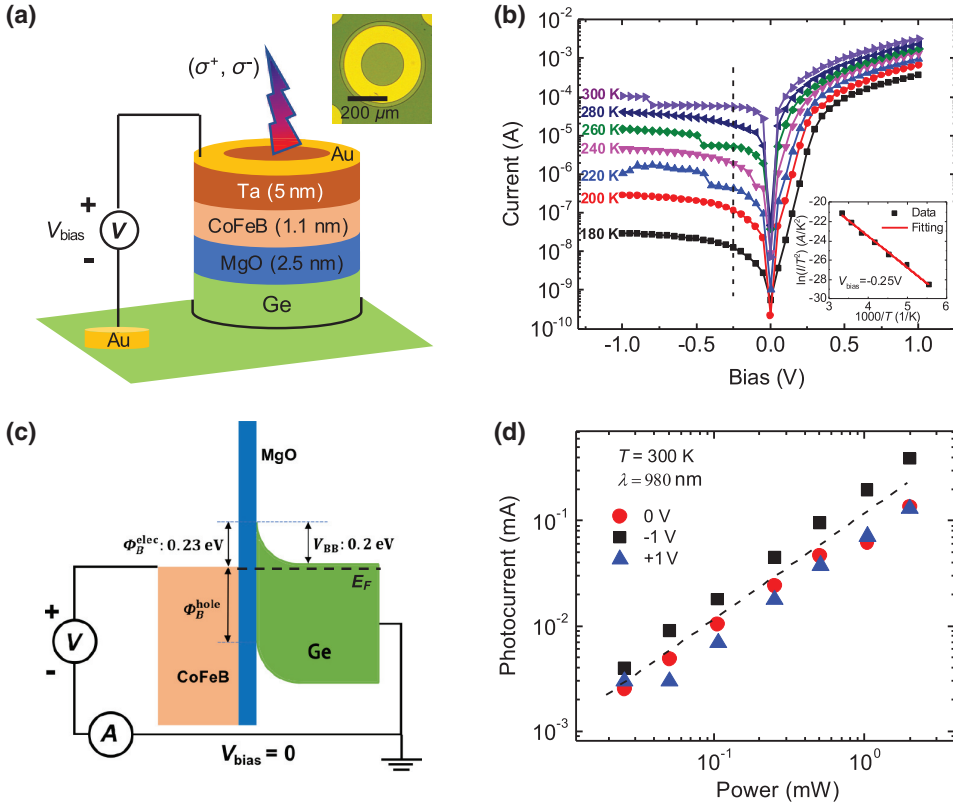 (a)
(σ⁺, σ⁻)
200 µm
Au
Ta (5 nm)
CoFeB (1.1 nm)
MgO (2.5 nm)
Ge
+
V
Vbias
-
Au
(b)
Current (A)
10⁻²
10⁻³
10⁻⁴
10⁻⁵
10⁻⁶
10⁻⁷
10⁻⁸
10⁻⁹
10⁻¹⁰
300 K
280 K
260 K
240 K
220 K
200 K
180 K
-1.0 -0.5 0.0 0.5 1.0
Bias (V)
ln(I/T²) (A/K²)
-20
-22
-24
-26
-28
-30
Data
Fitting
Vbias=-0.25V
3 4 5 6
1000/T (1/K)
(c)
MgO
Φ_B^elec: 0.23 eV
V_BB: 0.2 eV
E_F
Φ_B^hole
Ge
CoFeB
+
V
-
A
Vbias = 0
(d)
T = 300 K
λ = 980 nm
0 V
-1 V
+1 V
Photocurrent (mA)
10⁻¹
10⁻²
10⁻³
10⁻¹ 10⁰
Power (mW)